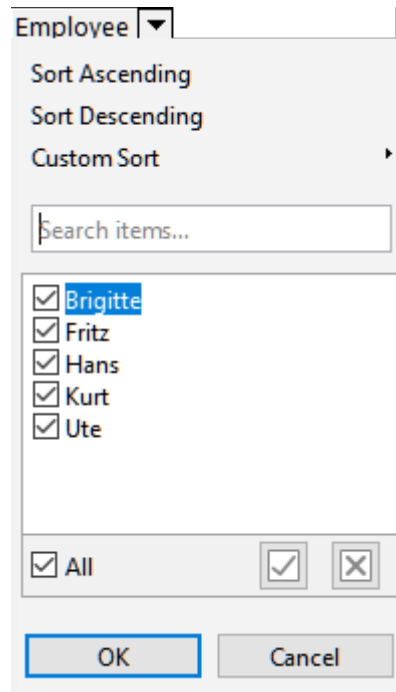 Employee
Sort Ascending
Sort Descending
Custom Sort
Search items...
Brigitte
Fritz
Hans
Kurt
Ute
All
OK Cancel